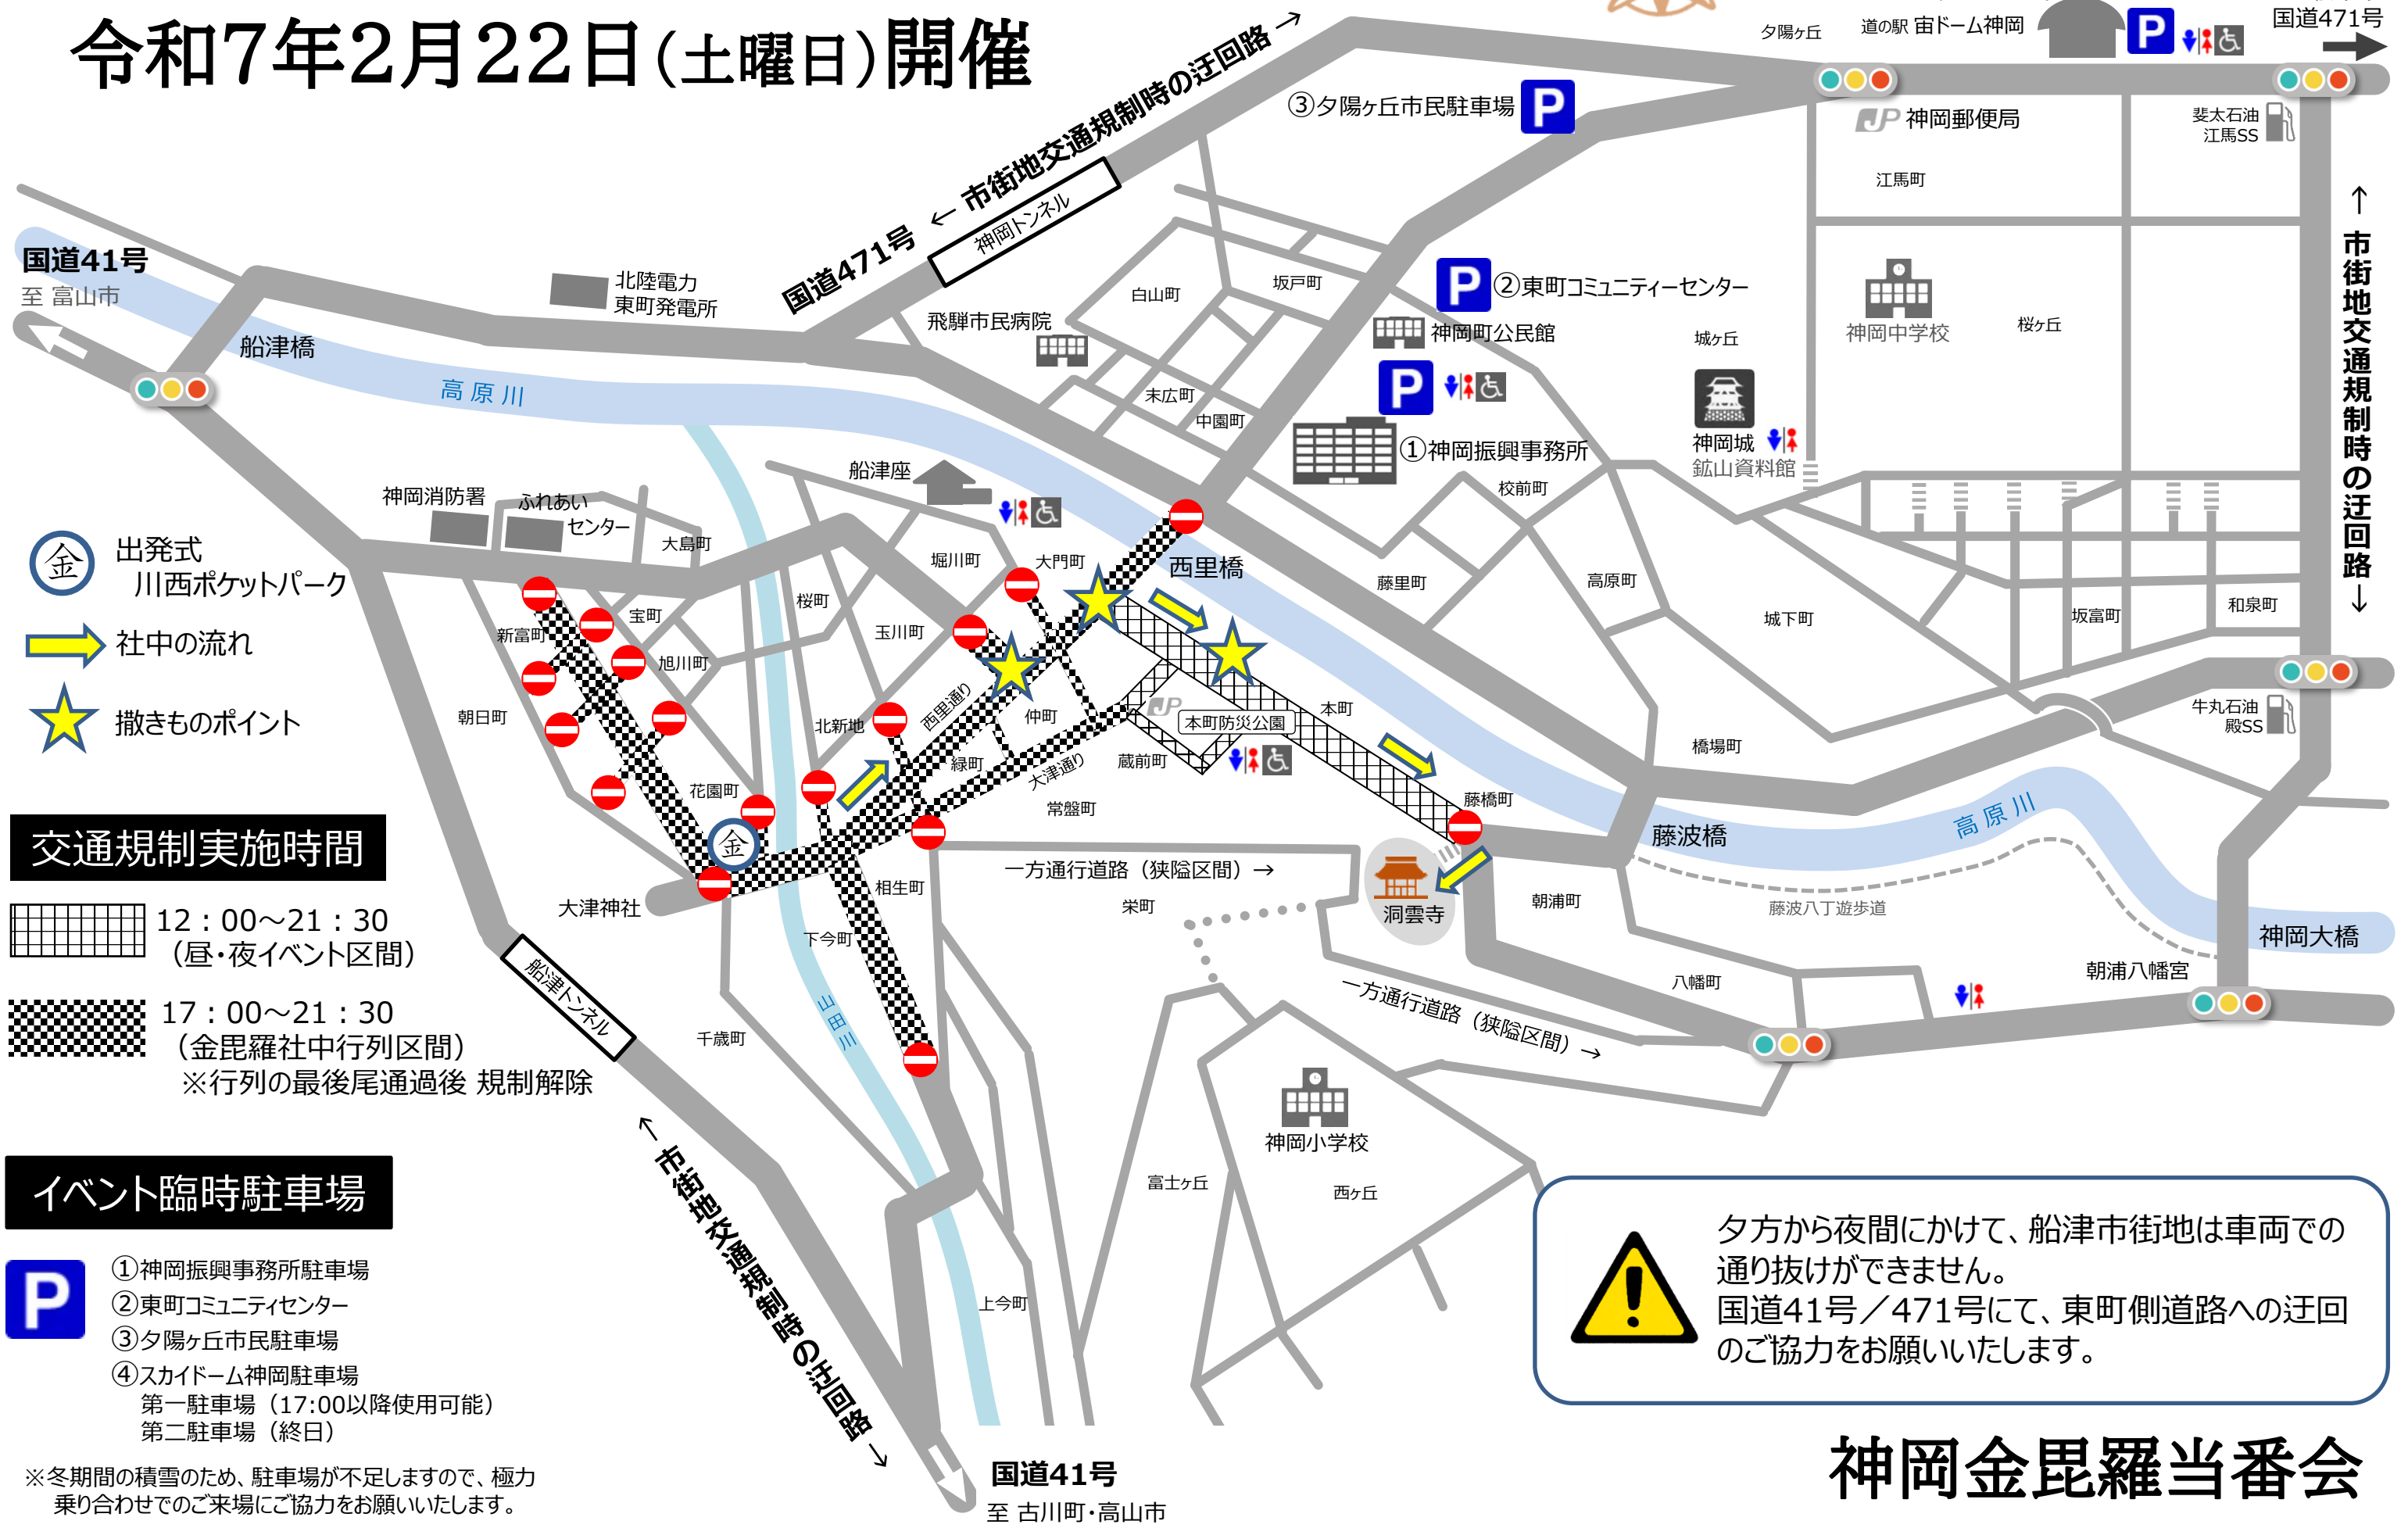 令和7年2月22日(土曜日)開催
国道471号
夕陽ヶ丘
道の駅 宙ドーム神岡
③夕陽ヶ丘市民駐車場
P
P
JP 神岡郵便局
斐太石油
江馬SS
江馬町
国道471号 ← 市街地交通規制時の迂回路 →
神岡トンネル
← 市街地交通規制時の迂回路 →
国道41号
至 富山市
北陸電力
東町発電所
船津橋
高原川
飛騨市民病院
白山町
坂戸町
末広町
中園町
P
②東町コミュニティーセンター
神岡町公民館
P
①神岡振興事務所
城ヶ丘
神岡中学校
桜ヶ丘
神岡城
鉱山資料館
校前町
藤里町
高原町
城下町
坂富町
和泉町
牛丸石油
殿SS
橋場町
神岡消防署
ふれあい
センター
大島町
船津座
堀川町
大門町
西里橋
桜町
玉川町
宝町
新富町
旭川町
朝日町
花園町
北新地
西里通り
仲町
緑町
大津通り
JP
本町防災公園
本町
蔵前町
常盤町
藤橋町
藤波橋
高原川
藤波八丁遊歩道
神岡大橋
朝浦八幡宮
金
出発式
川西ポケットパーク
社中の流れ
撒きものポイント
交通規制実施時間
12:00～21:30
(昼・夜イベント区間)
17:00～21:30
(金毘羅社中行列区間)
※行列の最後尾通過後 規制解除
金
大津神社
相生町
下今町
山田川
千歳町
船津トンネル
一方通行道路(狭隘区間)→
栄町
洞雲寺
朝浦町
八幡町
一方通行道路(狭隘区間)→
神岡小学校
富士ヶ丘
西ヶ丘
上今町
← 市街地交通規制時の迂回路 →
国道41号
至 古川町・高山市
イベント臨時駐車場
P
①神岡振興事務所駐車場
②東町コミュニティセンター
③夕陽ヶ丘市民駐車場
④スカイドーム神岡駐車場
第一駐車場(17:00以降使用可能)
第二駐車場(終日)
※冬期間の積雪のため、駐車場が不足しますので、極力
乗り合わせでのご来場にご協力をお願いいたします。
夕方から夜間にかけて、船津市街地は車両での
通り抜けができません。
国道41号／471号にて、東町側道路への迂回
のご協力をお願いいたします。
神岡金毘羅当番会